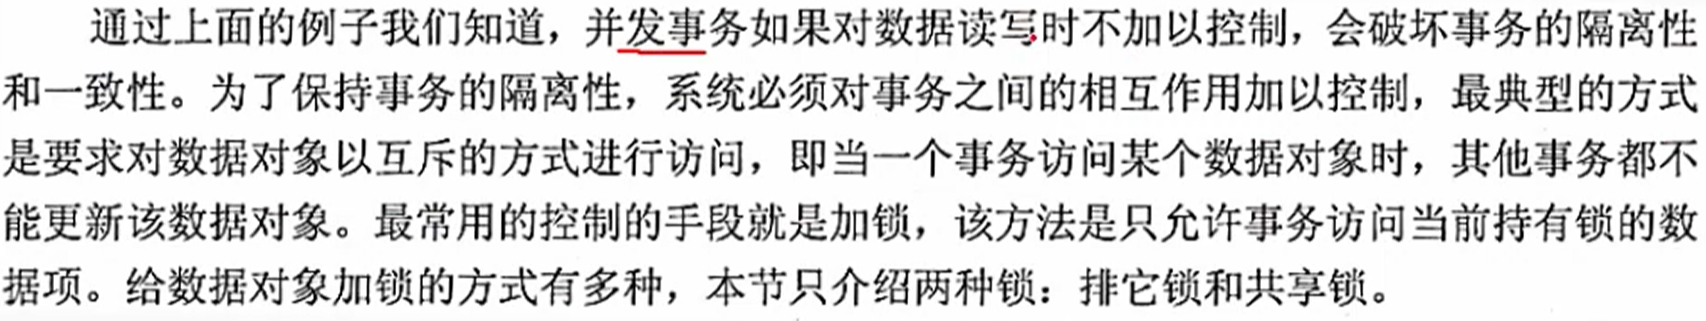 通过上面的例子我们知道，并发事务如果对数据读写时不加以控制，会破坏事务的隔离性
和一致性。为了保持事务的隔离性，系统必须对事务之间的相互作用加以控制，最典型的方式
是要求对数据对象以互斥的方式进行访问，即当一个事务访问某个数据对象时，其他事务都不
能更新该数据对象。最常用的控制的手段就是加锁，该方法是只允许事务访问当前持有锁的数
据项。给数据对象加锁的方式有多种，本节只介绍两种锁：排它锁和共享锁。